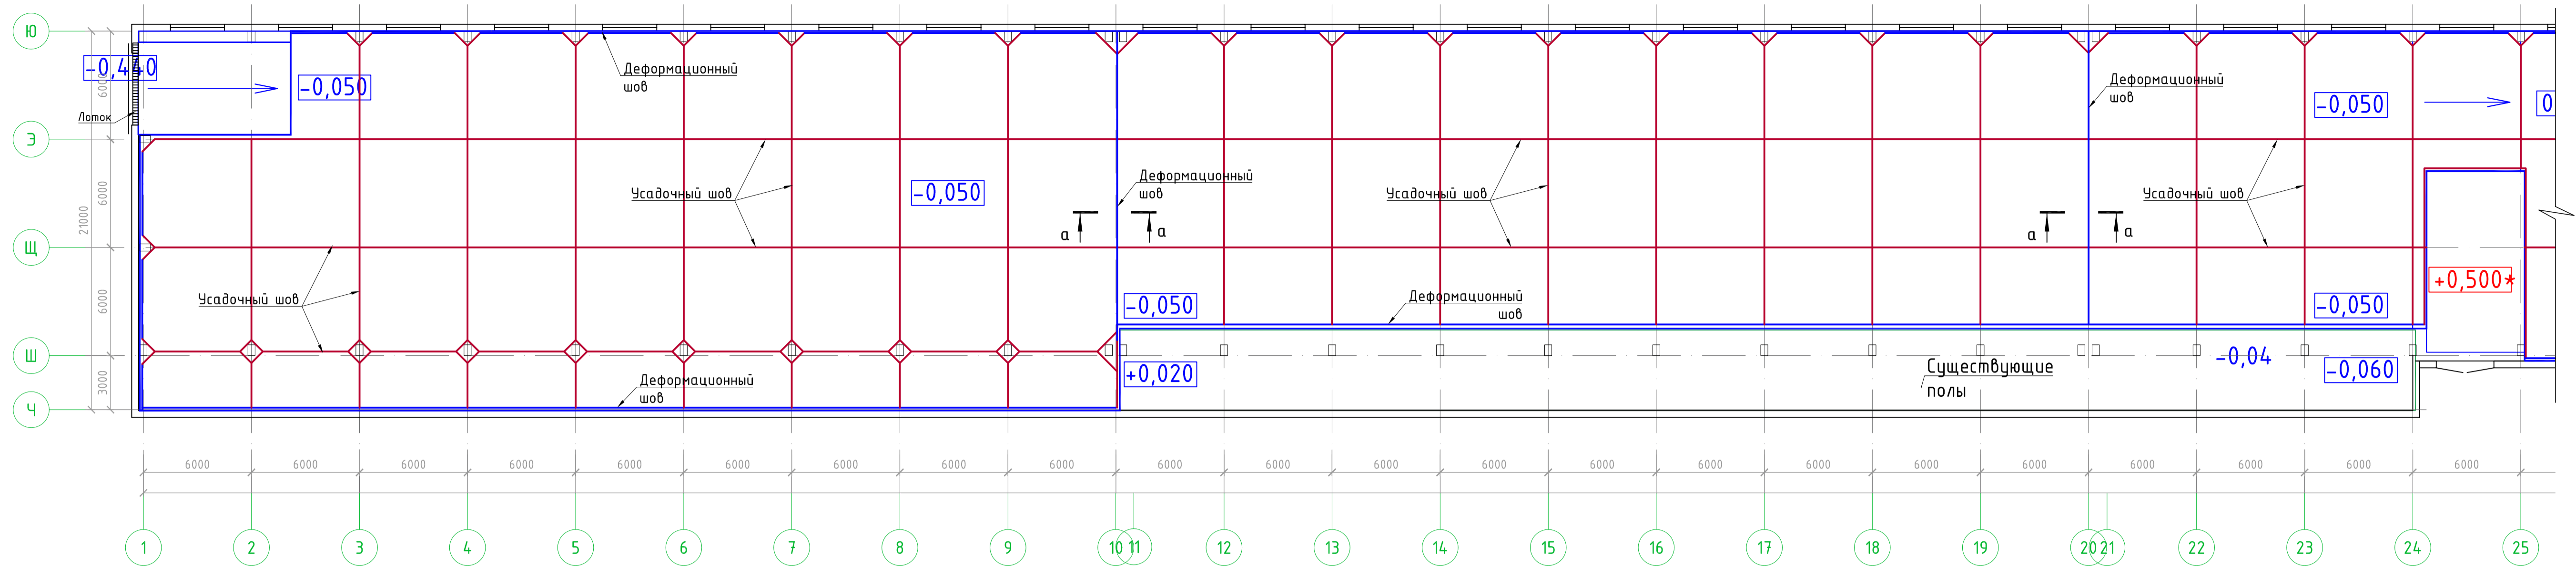 Ю
-0,440
6000
-0,050
Деформационный
шов
Деформационный
шов
-0,050
0
Лоток
Э
Усадочный шов
6000
21000
-0,050
Деформационный
шов
Усадочный шов
Усадочный шов
а
а
а
а
Щ
Усадочный шов
6000
-0,050
Деформационный
шов
-0,050
+0,500*
Ш
+0,020
Существующие
полы
-0,04
-0,060
3000
Деформационный
шов
Ч
6000 6000 6000 6000 6000 6000 6000 6000 6000 6000 6000 6000 6000 6000 6000 6000 6000 6000 6000 6000 6000 6000
1 2 3 4 5 6 7 8 9 10 11 12 13 14 15 16 17 18 19 20 21 22 23 24 25